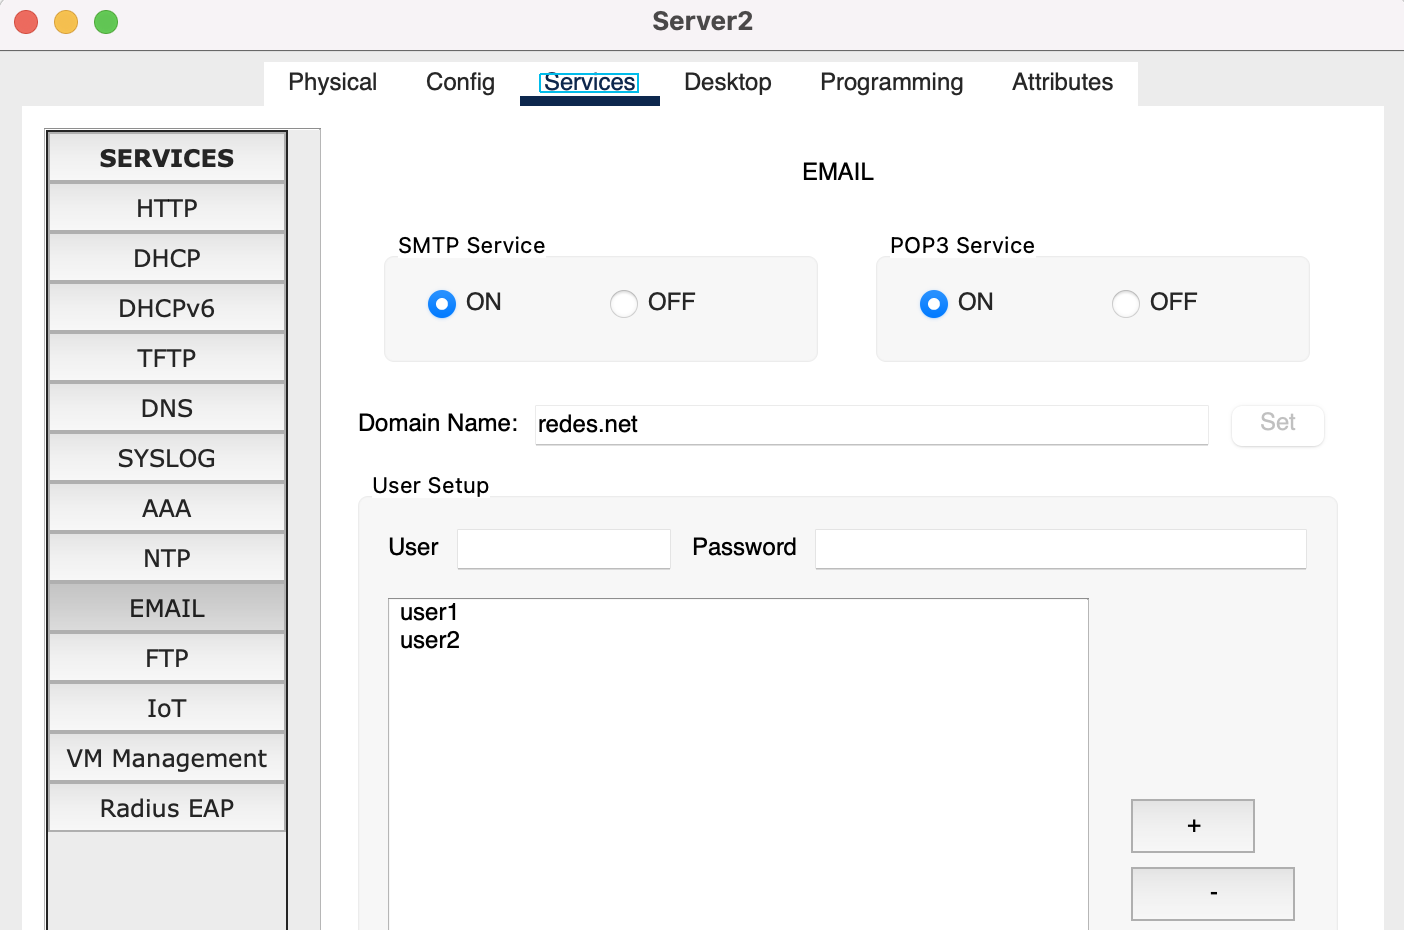 Server2
Physical Config Services Desktop Programming Attributes
SERVICES
HTTP
DHCP
DHCPv6
TFTP
DNS
SYSLOG
AAA
NTP
EMAIL
FTP
IoT
VM Management
Radius EAP
EMAIL
SMTP Service
ON OFF
POP3 Service
ON OFF
Domain Name: redes.net Set
User Setup
User Password
user1
user2
+
-